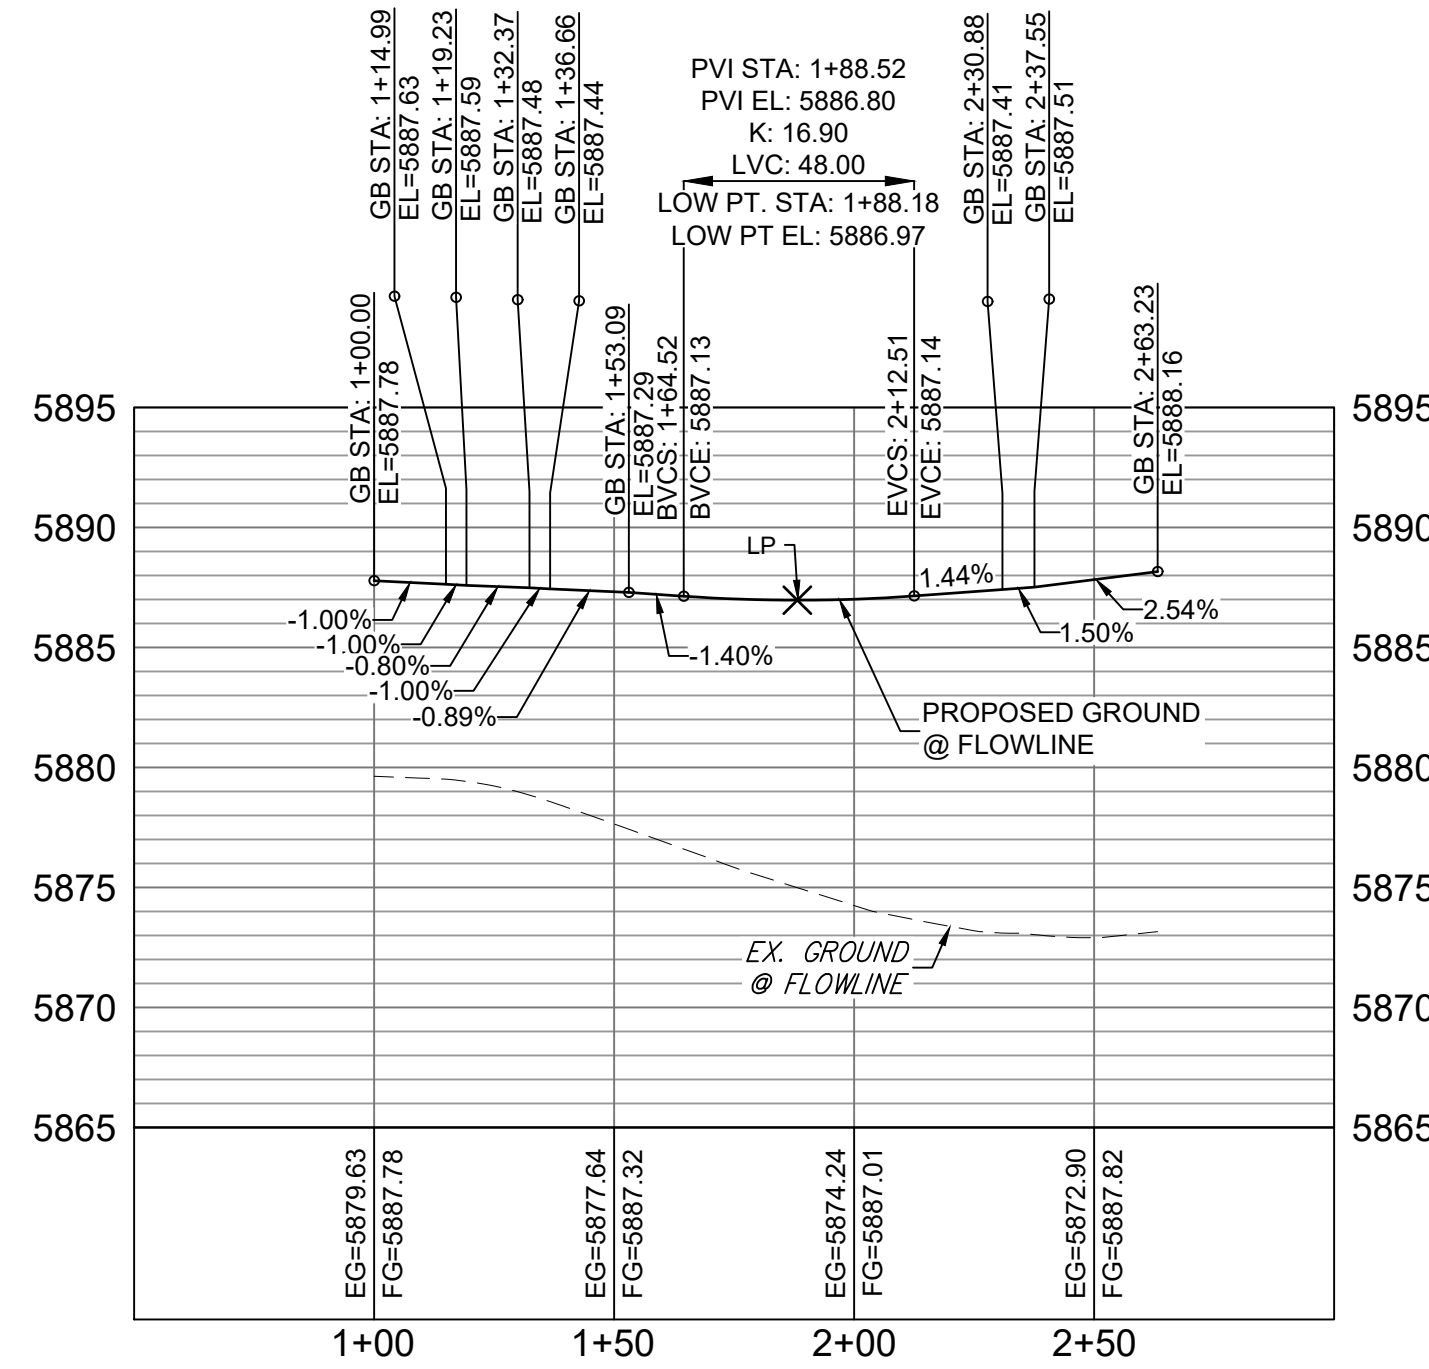 GB STA: 1+14.99
EL=5887.63
GB STA: 1+19.23
EL=5887.59
GB STA: 1+32.37
EL=5887.48
GB STA: 1+36.66
EL=5887.44
PVI STA: 1+88.52
PVI EL: 5886.80
K: 16.90
LVC: 48.00
LOW PT. STA: 1+88.18
LOW PT EL: 5886.97
GB STA: 2+30.88
EL=5887.41
GB STA: 2+37.55
EL=5887.51
GB STA: 1+00.00
EL=5887.78
GB STA: 1+53.09
EL=5887.29
BVCS: 1+64.52
BVCE: 5887.13
EVCS: 2+12.51
EVCE: 5887.14
GB STA: 2+63.23
EL=5888.16
5895
5895
5890
5890
LP
1.44%
-1.00%
-1.00%
-0.80%
-1.00%
-0.89%
-1.40%
1.50%
2.54%
5885
5885
PROPOSED GROUND
@ FLOWLINE
5880
5880
5875
5875
EX. GROUND
@ FLOWLINE
5870
5870
5865
5865
EG=5879.63
FG=5887.78
EG=5877.64
FG=5887.32
EG=5874.24
FG=5887.01
EG=5872.90
FG=5887.82
1+00
1+50
2+00
2+50